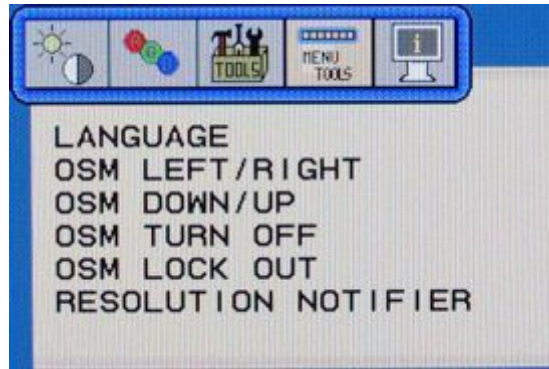 TOOLS
MENU
TOOLS
i
LANGUAGE
OSM LEFT/RIGHT
OSM DOWN/UP
OSM TURN OFF
OSM LOCK OUT
RESOLUTION NOTIFIER